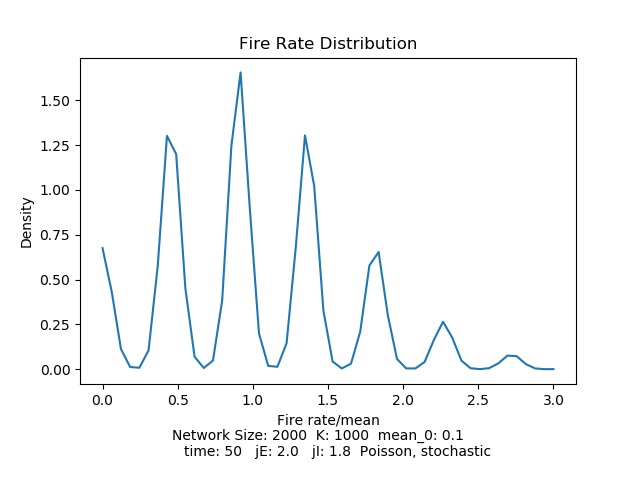 Fire Rate Distribution
1.50
1.25
1.00
0.75
0.50
0.25
0.00
Density
0.0 0.5 1.0 1.5 2.0 2.5 3.0
Fire rate/mean
Network Size: 2000  K: 1000  mean_0: 0.1
time: 50   jE: 2.0   jI: 1.8  Poisson, stochastic